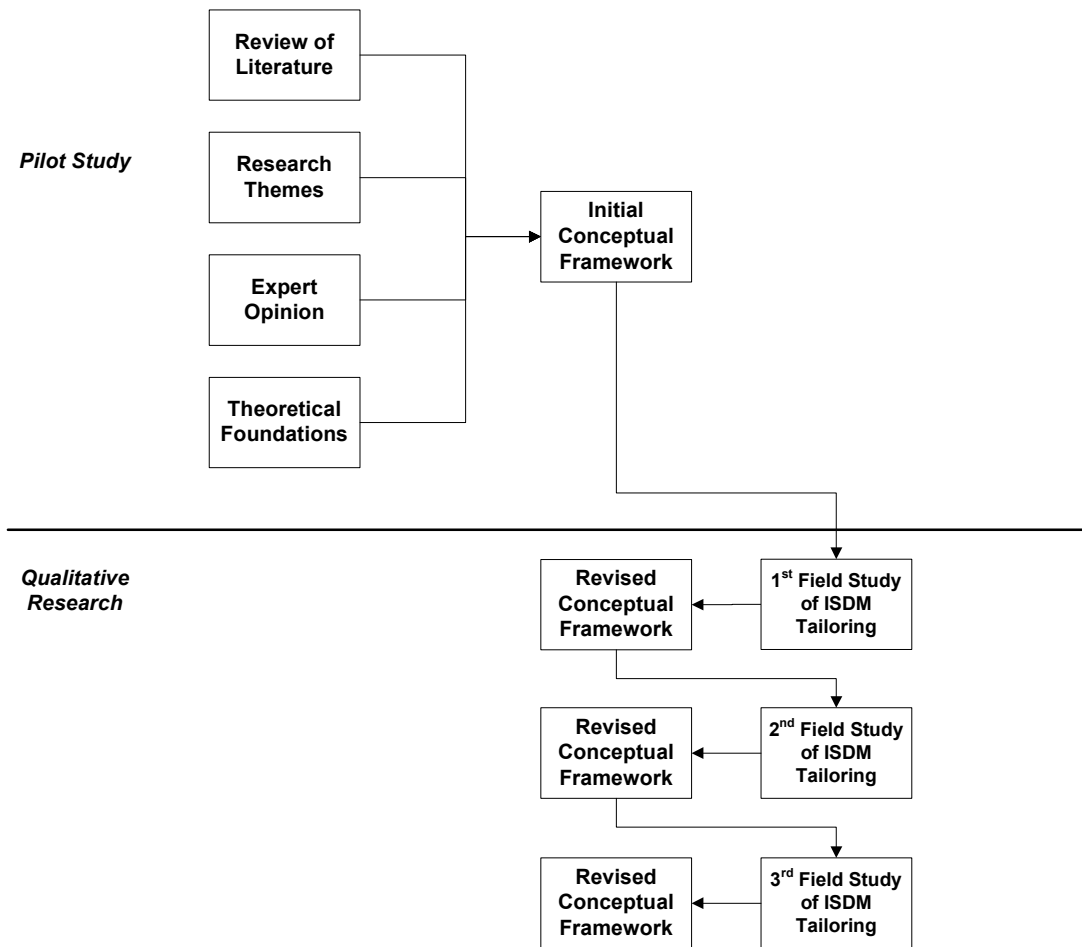 Review of
Literature
Pilot Study
Research
Themes
Initial
Conceptual
Framework
Expert
Opinion
Theoretical
Foundations
Qualitative
Research
Revised
Conceptual
Framework
1st Field Study
of ISDM
Tailoring
Revised
Conceptual
Framework
2nd Field Study
of ISDM
Tailoring
Revised
Conceptual
Framework
3rd Field Study
of ISDM
Tailoring